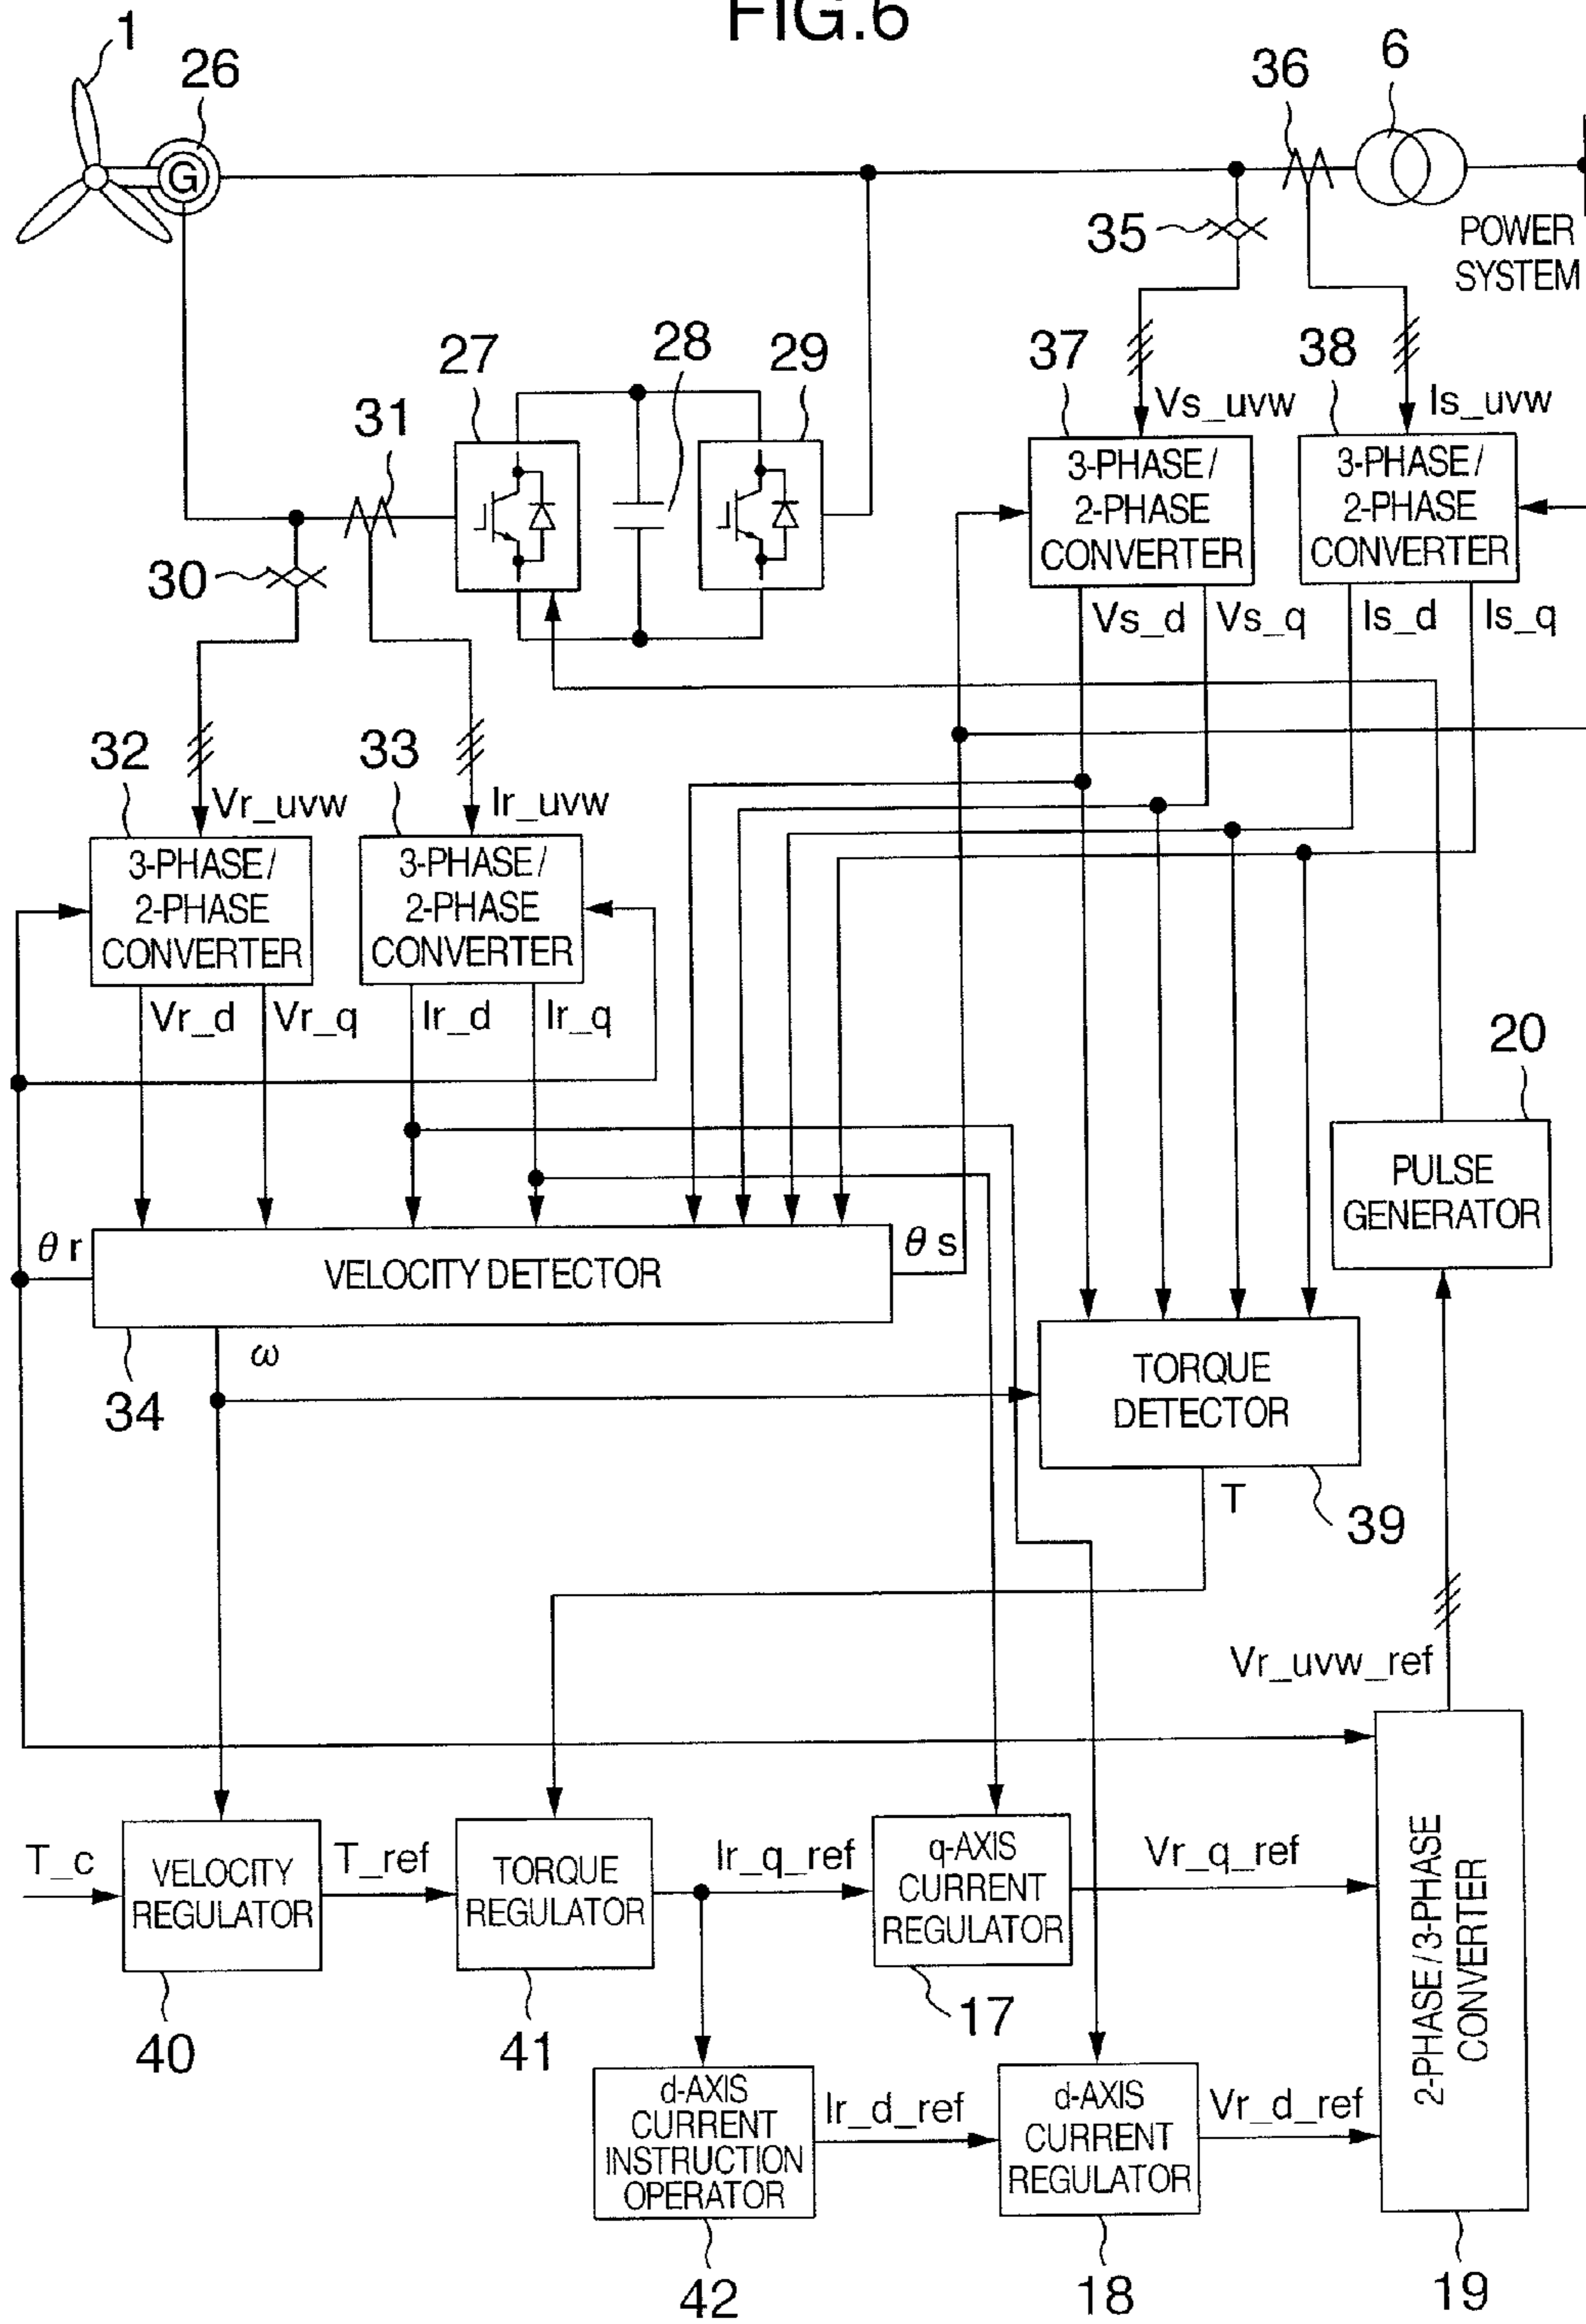 FIG.6
1
26
G
36
6
35
POWER
SYSTEM
27
28
29
37
38
31
Vs_uvw
Is_uvw
3-PHASE/
2-PHASE
CONVERTER
3-PHASE/
2-PHASE
CONVERTER
30
Vs_d
Vs_q
Is_d
Is_q
32
33
Vr_uvw
Ir_uvw
3-PHASE/
2-PHASE
CONVERTER
3-PHASE/
2-PHASE
CONVERTER
Vr_d
Vr_q
Ir_d
Ir_q
20
PULSE
GENERATOR
θr
VELOCITY DETECTOR
θs
34
ω
TORQUE
DETECTOR
T
39
Vr_uvw_ref
T_c
VELOCITY
REGULATOR
T_ref
TORQUE
REGULATOR
Ir_q_ref
q-AXIS
CURRENT
REGULATOR
Vr_q_ref
2-PHASE/3-PHASE
CONVERTER
40
41
17
d-AXIS
CURRENT
INSTRUCTION
OPERATOR
Ir_d_ref
d-AXIS
CURRENT
REGULATOR
Vr_d_ref
42
18
19